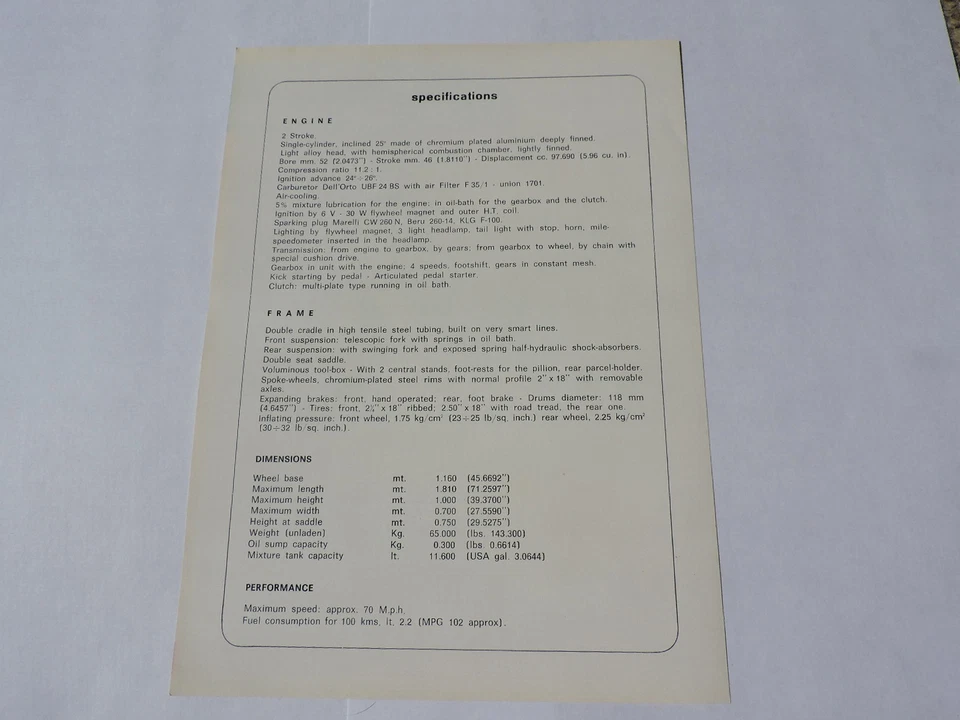 specifications
ENGINE
2 Stroke.
Single-cylinder, inclined 25° made of chromium plated aluminium deeply finned.
Light alloy head, with hemispherical combustion chamber, lightly finned.
Bore mm. 52 (2.0473") - Stroke mm. 46 (1.8110") - Displacement cc. 97.690 (5.96 cu. in).
Compression ratio 11.2 : 1.
Ignition advance 24° ÷ 26°.
Carburetor Dell'Orto UBF 24 BS with air Filter F 35/1 - union 1701.
Air-cooling.
5% mixture lubrication for the engine; in oil-bath for the gearbox and the clutch.
Ignition by 6 V - 30 W flywheel magnet and outer H.T. coil.
Sparking plug Marelli CW 260 N, Beru 260-14, KLG F-100.
Lighting by flywheel magnet, 3 light headlamp, tail light with stop, horn, mile-
speedometer inserted in the headlamp.
Transmission: from engine to gearbox, by gears; from gearbox to wheel, by chain with
special cushion drive.
Gearbox in unit with the engine; 4 speeds, footshift, gears in constant mesh.
Kick starting by pedal - Articulated pedal starter.
Clutch: multi-plate type running in oil bath.
FRAME
Double cradle in high tensile steel tubing, built on very smart lines.
Front suspension: telescopic fork with springs in oil bath.
Rear suspension: with swinging fork and exposed spring half-hydraulic shock-absorbers.
Double seat saddle.
Voluminous tool-box - With 2 central stands, foot-rests for the pillion, rear parcel-holder.
Spoke-wheels, chromium-plated steel rims with normal profile 2" x 18" with removable
axles.
Expanding brakes: front, hand operated; rear, foot brake - Drums diameter: 118 mm
(4.6457") - Tires: front, 2¼" x 18" ribbed; 2.50" x 18" with road tread, the rear one.
Inflating pressure: front wheel, 1.75 kg/cm² (23÷25 lb/sq. inch.) rear wheel, 2.25 kg/cm²
(30÷32 lb/sq. inch.).
DIMENSIONS
Wheel base mt. 1.160 (45.6692")
Maximum length mt. 1.810 (71.2597")
Maximum height mt. 1.000 (39.3700")
Maximum width mt. 0.700 (27.5590")
Height at saddle mt. 0.750 (29.5275")
Weight (unladen) Kg. 65.000 (lbs. 143.300)
Oil sump capacity Kg. 0.300 (lbs. 0.6614)
Mixture tank capacity lt. 11.600 (USA gal. 3.0644)
PERFORMANCE
Maximum speed: approx. 70 M.p.h.
Fuel consumption for 100 kms, lt. 2.2 (MPG 102 approx).